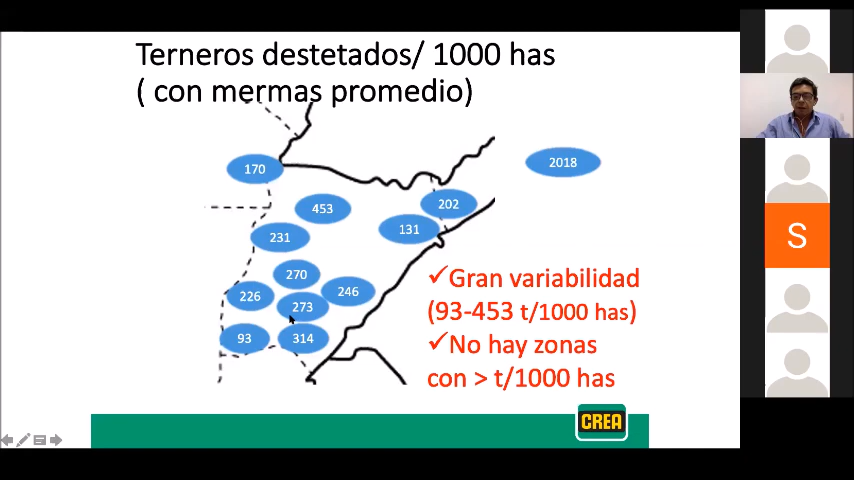 Terneros destetados/ 1000 has
( con mermas promedio)
170
2018
453
202
131
231
270
226
246
273
93
314
✓Gran variabilidad
(93-453 t/1000 has)
✓No hay zonas
con > t/1000 has
CREA
S